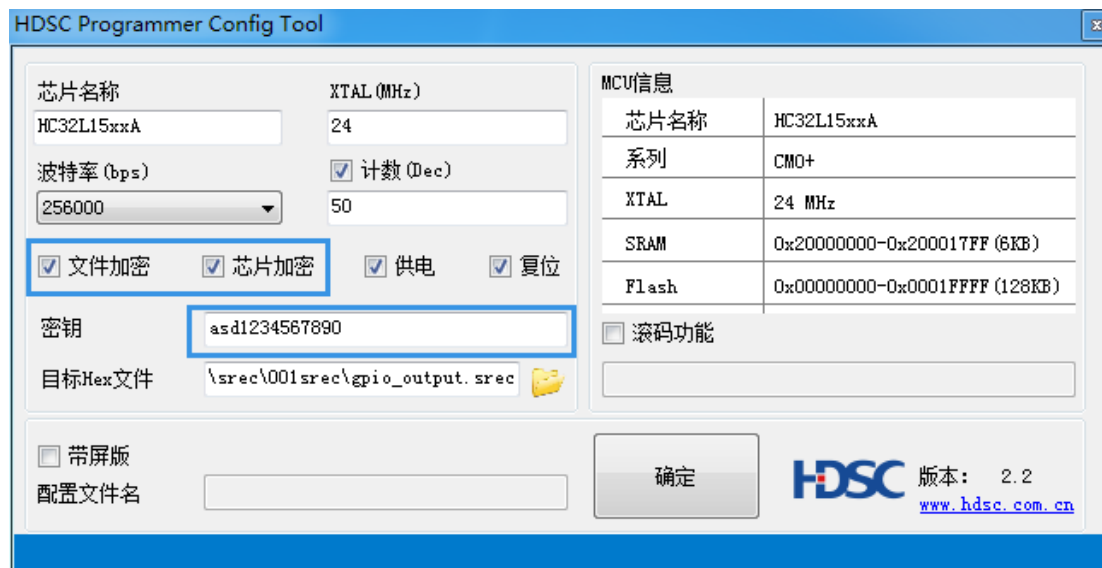 HDSC Programmer Config Tool
芯片名称
XTAL(MHz)
HC32L15xxA
24
波特率(bps)
计数(Dec)
256000
50
文件加密 芯片加密 供电 复位
密钥
asd1234567890
目标Hex文件
\srec\001srec\gpio_output.srec
MCU信息
芯片名称 HC32L15xxA
系列 CM0+
XTAL 24 MHz
SRAM 0x20000000-0x200017FF(6KB)
Flash 0x00000000-0x0001FFFF(128KB)
滚码功能
带屏版
配置文件名
确定
HDSC
版本: 2.2
www.hdsc.com.cn